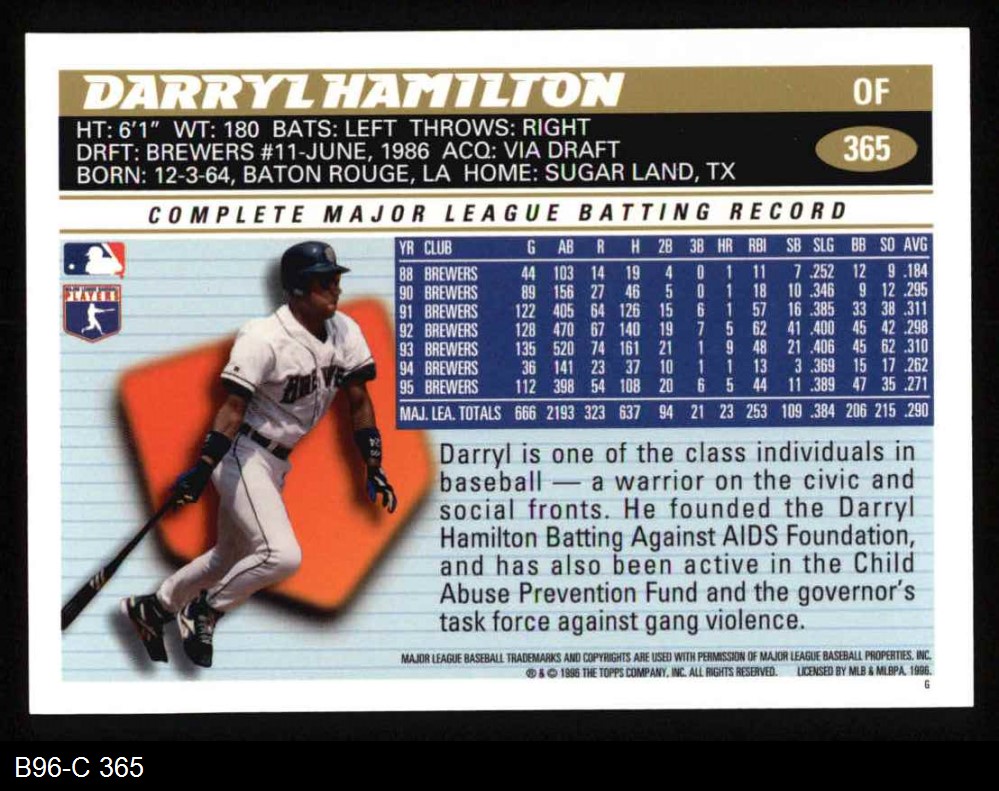 DARRYL HAMILTON OF
HT: 6'1" WT: 180 BATS: LEFT THROWS: RIGHT
DRFT: BREWERS #11-JUNE, 1986 ACQ: VIA DRAFT
365
BORN: 12-3-64, BATON ROUGE, LA HOME: SUGAR LAND, TX
COMPLETE MAJOR LEAGUE BATTING RECORD
YR CLUB G AB R H 2B 3B HR RBI SB SLG BB SO AVG
88 BREWERS 44 103 14 19 4 0 1 11 7 .252 12 9 .184
90 BREWERS 89 156 27 46 5 0 1 18 10 .346 9 12 .295
91 BREWERS 122 405 64 126 15 6 1 57 16 .385 33 38 .311
92 BREWERS 128 470 67 140 19 7 5 62 41 .400 45 42 .298
93 BREWERS 135 520 74 161 21 1 9 48 21 .406 45 62 .310
94 BREWERS 36 141 23 37 10 1 1 13 3 .369 15 17 .262
95 BREWERS 112 398 54 108 20 6 5 44 11 .389 47 35 .271
MAJ. LEA. TOTALS 666 2193 323 637 94 21 23 253 109 .384 206 215 .290
MAJOR LEAGUE BASEBALL
PLAYERS
BREWE
24
Darryl is one of the class individuals in
baseball — a warrior on the civic and
social fronts. He founded the Darryl
Hamilton Batting Against AIDS Foundation,
and has also been active in the Child
Abuse Prevention Fund and the governor's
task force against gang violence.
MAJOR LEAGUE BASEBALL TRADEMARKS AND COPYRIGHTS ARE USED WITH PERMISSION OF MAJOR LEAGUE BASEBALL PROPERTIES, INC.
® & © 1996 THE TOPPS COMPANY, INC. ALL RIGHTS RESERVED. LICENSED BY MLB & MLBPA. 1996.
G
B96-C 365